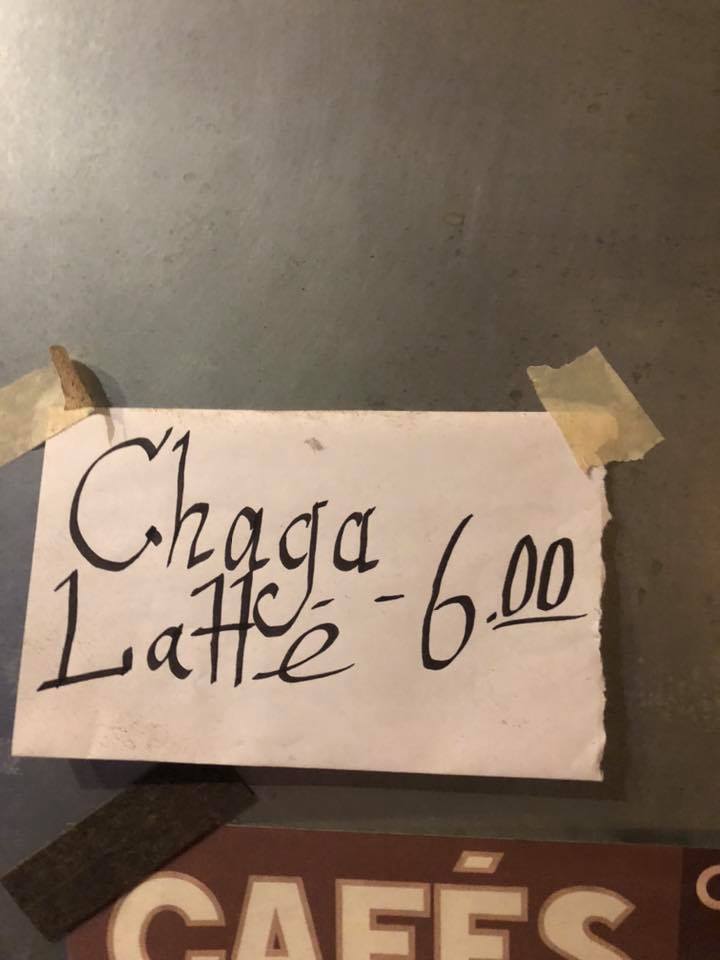 Chaga
Latté - 6.00
CAFÉS